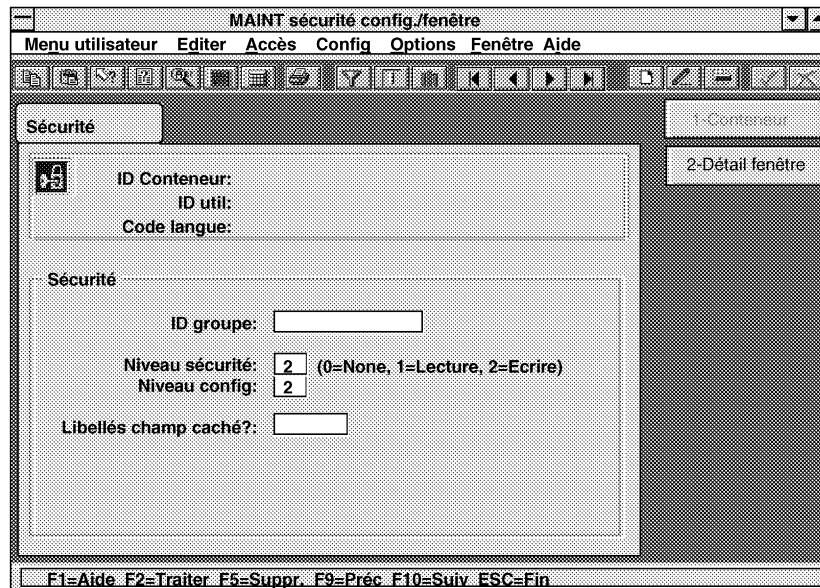 MAINT sécurité config./fenêtre
Menu utilisateur Editer Accès Config Options Fenêtre Aide
Sécurité
1-Conteneur
2-Détail fenêtre
ID Conteneur:
ID util:
Code langue:
Sécurité
ID groupe:
Niveau sécurité: 2 (0=None, 1=Lecture, 2=Ecrire)
Niveau config: 2
Libellés champ caché?:
F1=Aide F2=Traiter F5=Suppr. F9=Préc F10=Suiv ESC=Fin